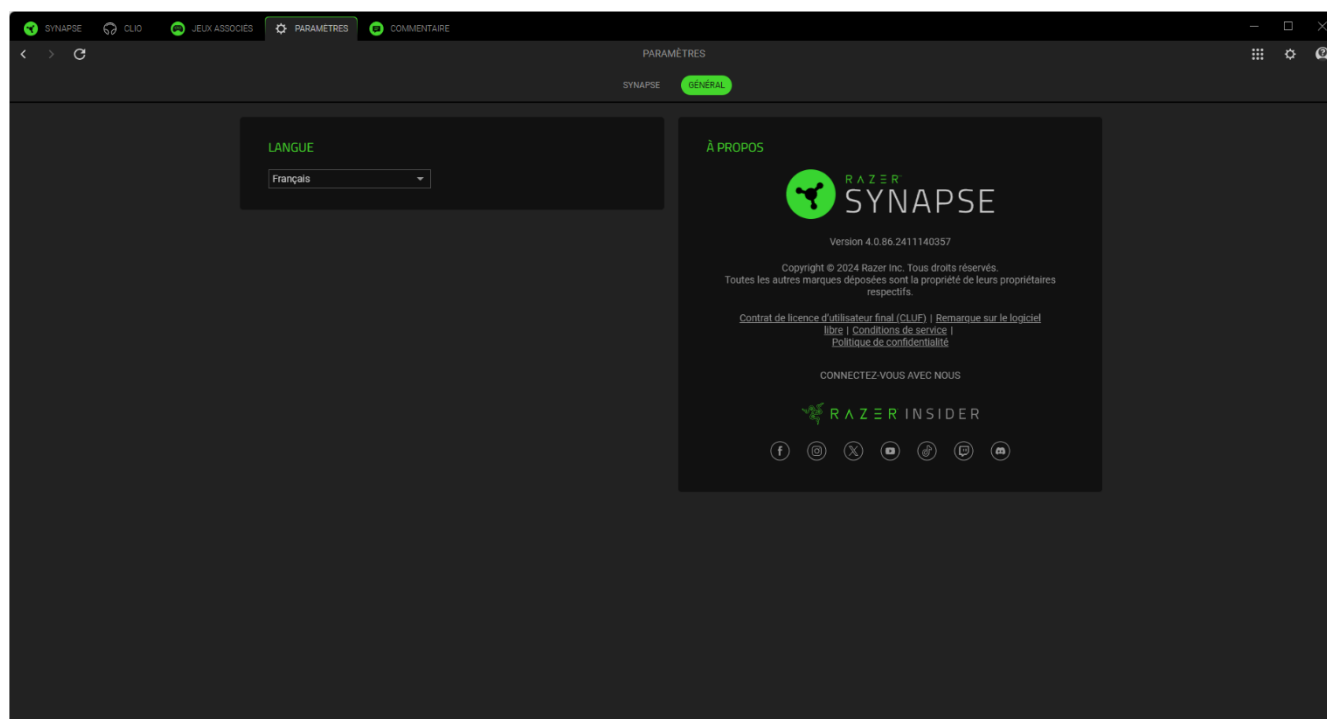 SYNAPSE
CLIO
JEUX ASSOCIÉS
PARAMÈTRES
COMMENTAIRE
PARAMÈTRES
SYNAPSE
GÉNÉRAL
LANGUE
Français
À PROPOS
RAZER
SYNAPSE
Version 4.0.86.2411140357
Copyright © 2024 Razer Inc. Tous droits réservés.
Toutes les autres marques déposées sont la propriété de leurs propriétaires
respectifs.
Contrat de licence d'utilisateur final (CLUF) | Remarque sur le logiciel
libre | Conditions de service |
Politique de confidentialité
CONNECTEZ-VOUS AVEC NOUS
RAZER INSIDER